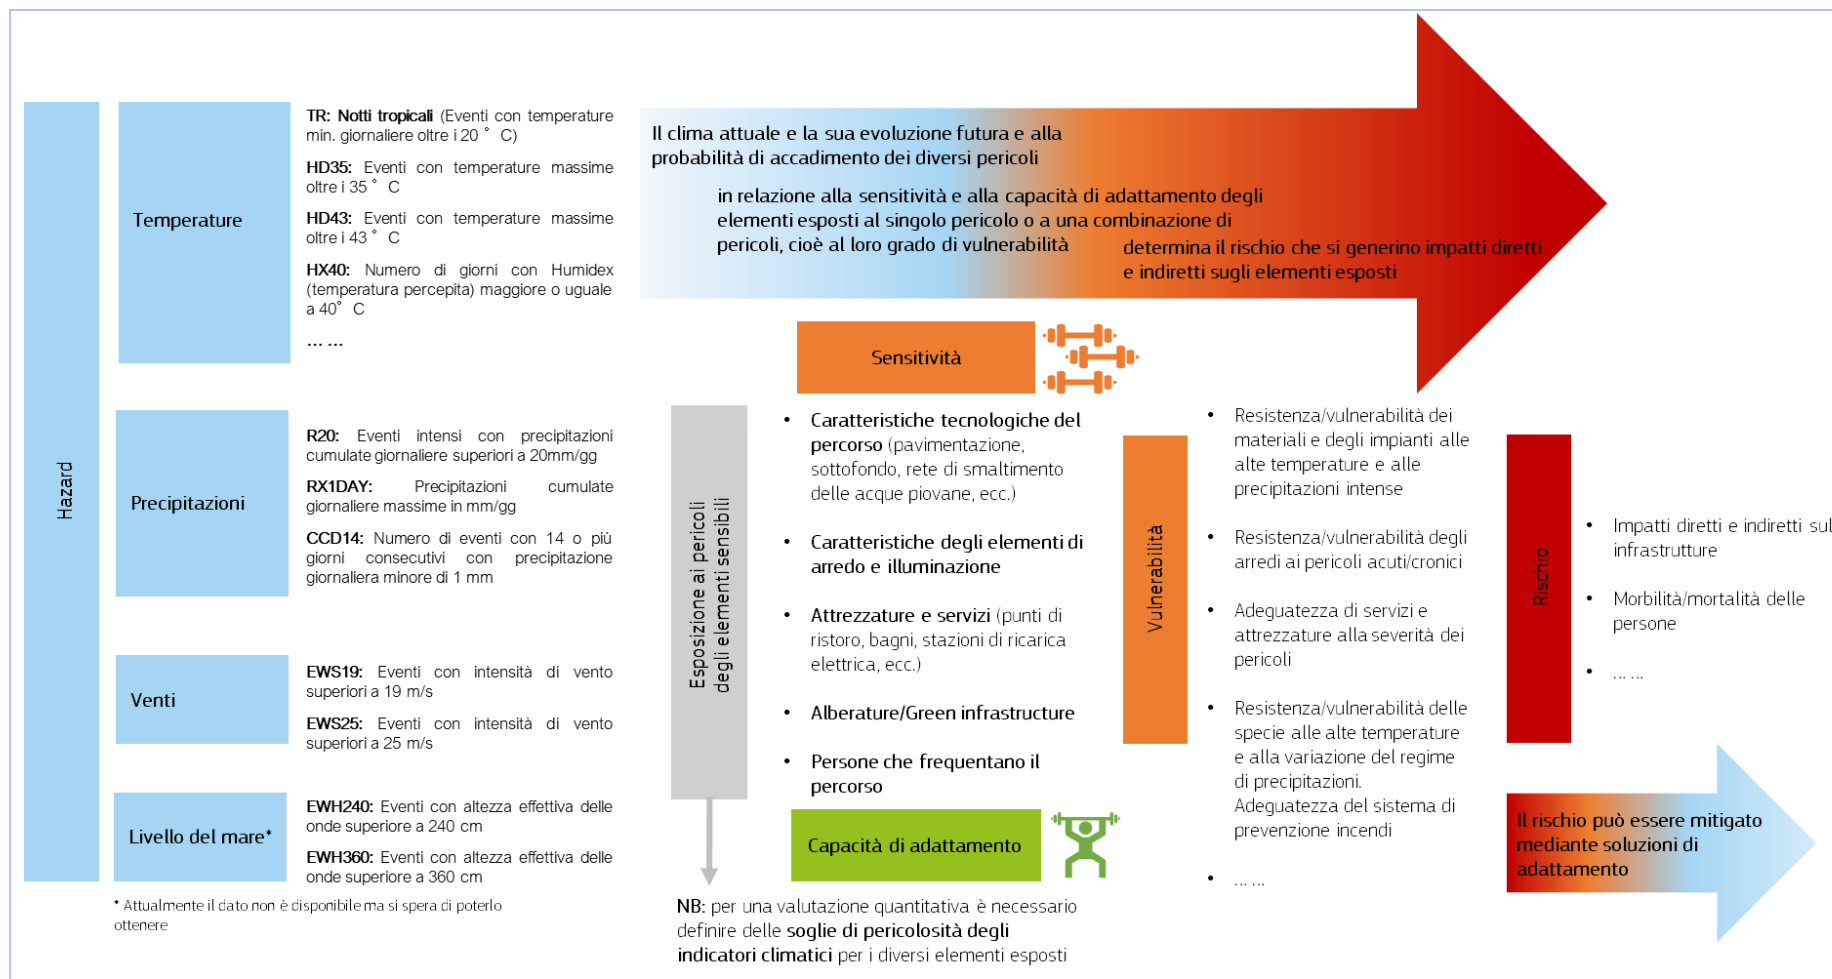 Hazard
Temperature
TR: Notti tropicali (Eventi con temperature
min. giornaliere oltre i 20 ° C)
HD35: Eventi con temperature massime
oltre i 35 ° C
HD43: Eventi con temperature massime
oltre i 43 ° C
HX40: Numero di giorni con Humidex
(temperatura percepita) maggiore o uguale
a 40° C
... ...
Precipitazioni
R20: Eventi intensi con precipitazioni
cumulate giornaliere superiori a 20mm/gg
RX1DAY: Precipitazioni cumulate
giornaliere massime in mm/gg
CCD14: Numero di eventi con 14 o più
giorni consecutivi con precipitazione
giornaliera minore di 1 mm
Venti
EWS19: Eventi con intensità di vento
superiori a 19 m/s
EWS25: Eventi con intensità di vento
superiori a 25 m/s
Livello del mare*
EWH240: Eventi con altezza effettiva delle
onde superiore a 240 cm
EWH360: Eventi con altezza effettiva delle
onde superiore a 360 cm
* Attualmente il dato non è disponibile ma si spera di poterlo
ottenere
Il clima attuale e la sua evoluzione futura e alla
probabilità di accadimento dei diversi pericoli
in relazione alla sensitività e alla capacità di adattamento degli
elementi esposti al singolo pericolo o a una combinazione di
pericoli, cioè al loro grado di vulnerabilità
determina il rischio che si generino impatti diretti
e indiretti sugli elementi esposti
Esposizione ai pericoli
degli elementi sensibili
Sensitività
• Caratteristiche tecnologiche del
percorso (pavimentazione,
sottofondo, rete di smaltimento
delle acque piovane, ecc.)
• Caratteristiche degli elementi di
arredo e illuminazione
• Attrezzature e servizi (punti di
ristoro, bagni, stazioni di ricarica
elettrica, ecc.)
• Alberature/Green infrastructure
• Persone che frequentano il
percorso
Capacità di adattamento
NB: per una valutazione quantitativa è necessario
definire delle soglie di pericolosità degli
indicatori climatici per i diversi elementi esposti
Vulnerabilità
• Resistenza/vulnerabilità dei
materiali e degli impianti alle
alte temperature e alle
precipitazioni intense
• Resistenza/vulnerabilità degli
arredi ai pericoli acuti/cronici
• Adeguatezza di servizi e
attrezzature alla severità dei
pericoli
• Resistenza/vulnerabilità delle
specie alle alte temperature
e alla variazione del regime
di precipitazioni.
Adeguatezza del sistema di
prevenzione incendi
• ... ...
Rischio
• Impatti diretti e indiretti sul
infrastrutture
• Morbilità/mortalità delle
persone
• ... ...
Il rischio può essere mitigato
mediante soluzioni di
adattamento